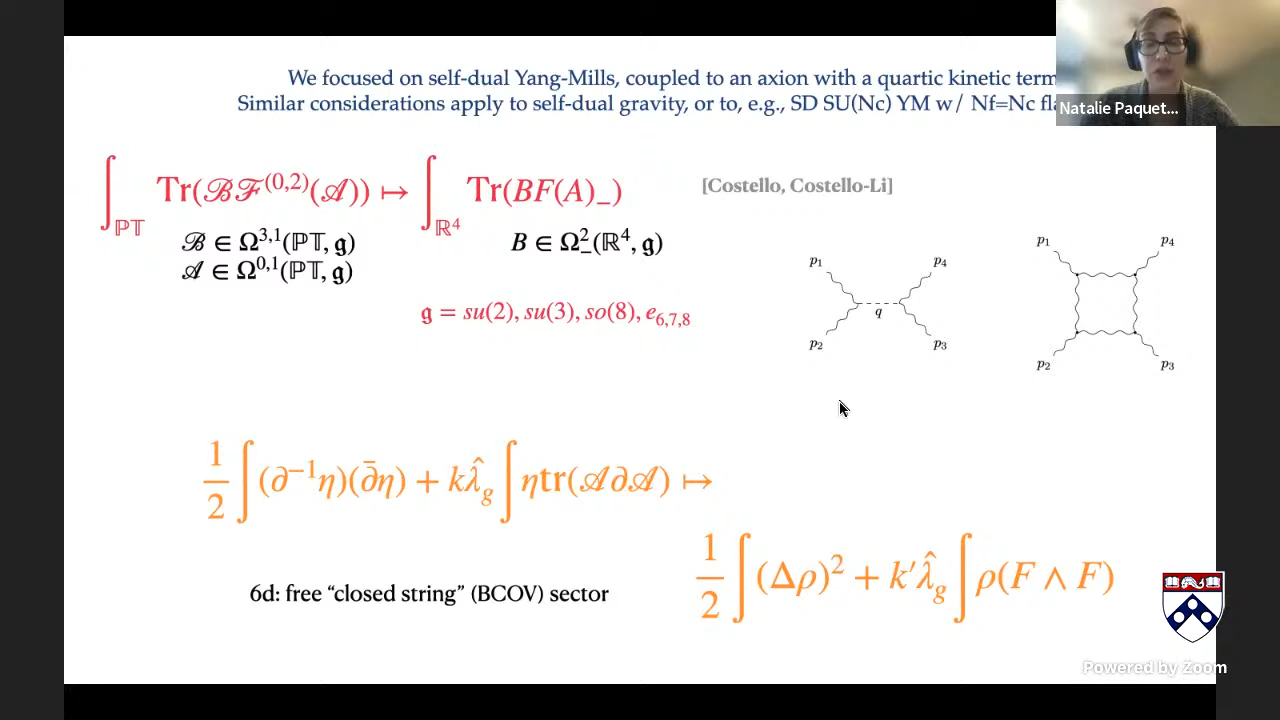 We focused on self-dual Yang-Mills, coupled to an axion with a quartic kinetic term
Similar considerations apply to self-dual gravity, or to, e.g., SD SU(Nc) YM w/ Nf=Nc fla
Natalie Paquet...
∫_ℙ𝕋 Tr(ℬℱ^(0,2)(𝒜)) ↦ ∫_ℝ⁴ Tr(BF(A)₋)
[Costello, Costello-Li]
ℬ ∈ Ω^{3,1}(ℙ𝕋, 𝔤)
𝒜 ∈ Ω^{0,1}(ℙ𝕋, 𝔤)
B ∈ Ω²₋(ℝ⁴, 𝔤)
𝔤 = su(2), su(3), so(8), e_{6,7,8}
p₁ p₄
q
p₂ p₃
p₁ p₄
p₂ p₃
1/2 ∫(∂⁻¹η)(∂̄η) + kλ̂_g ∫ηtr(𝒜∂𝒜) ↦
1/2 ∫(Δρ)² + k′λ̂_g ∫ρ(F ∧ F)
6d: free “closed string” (BCOV) sector
Powered by Zoom